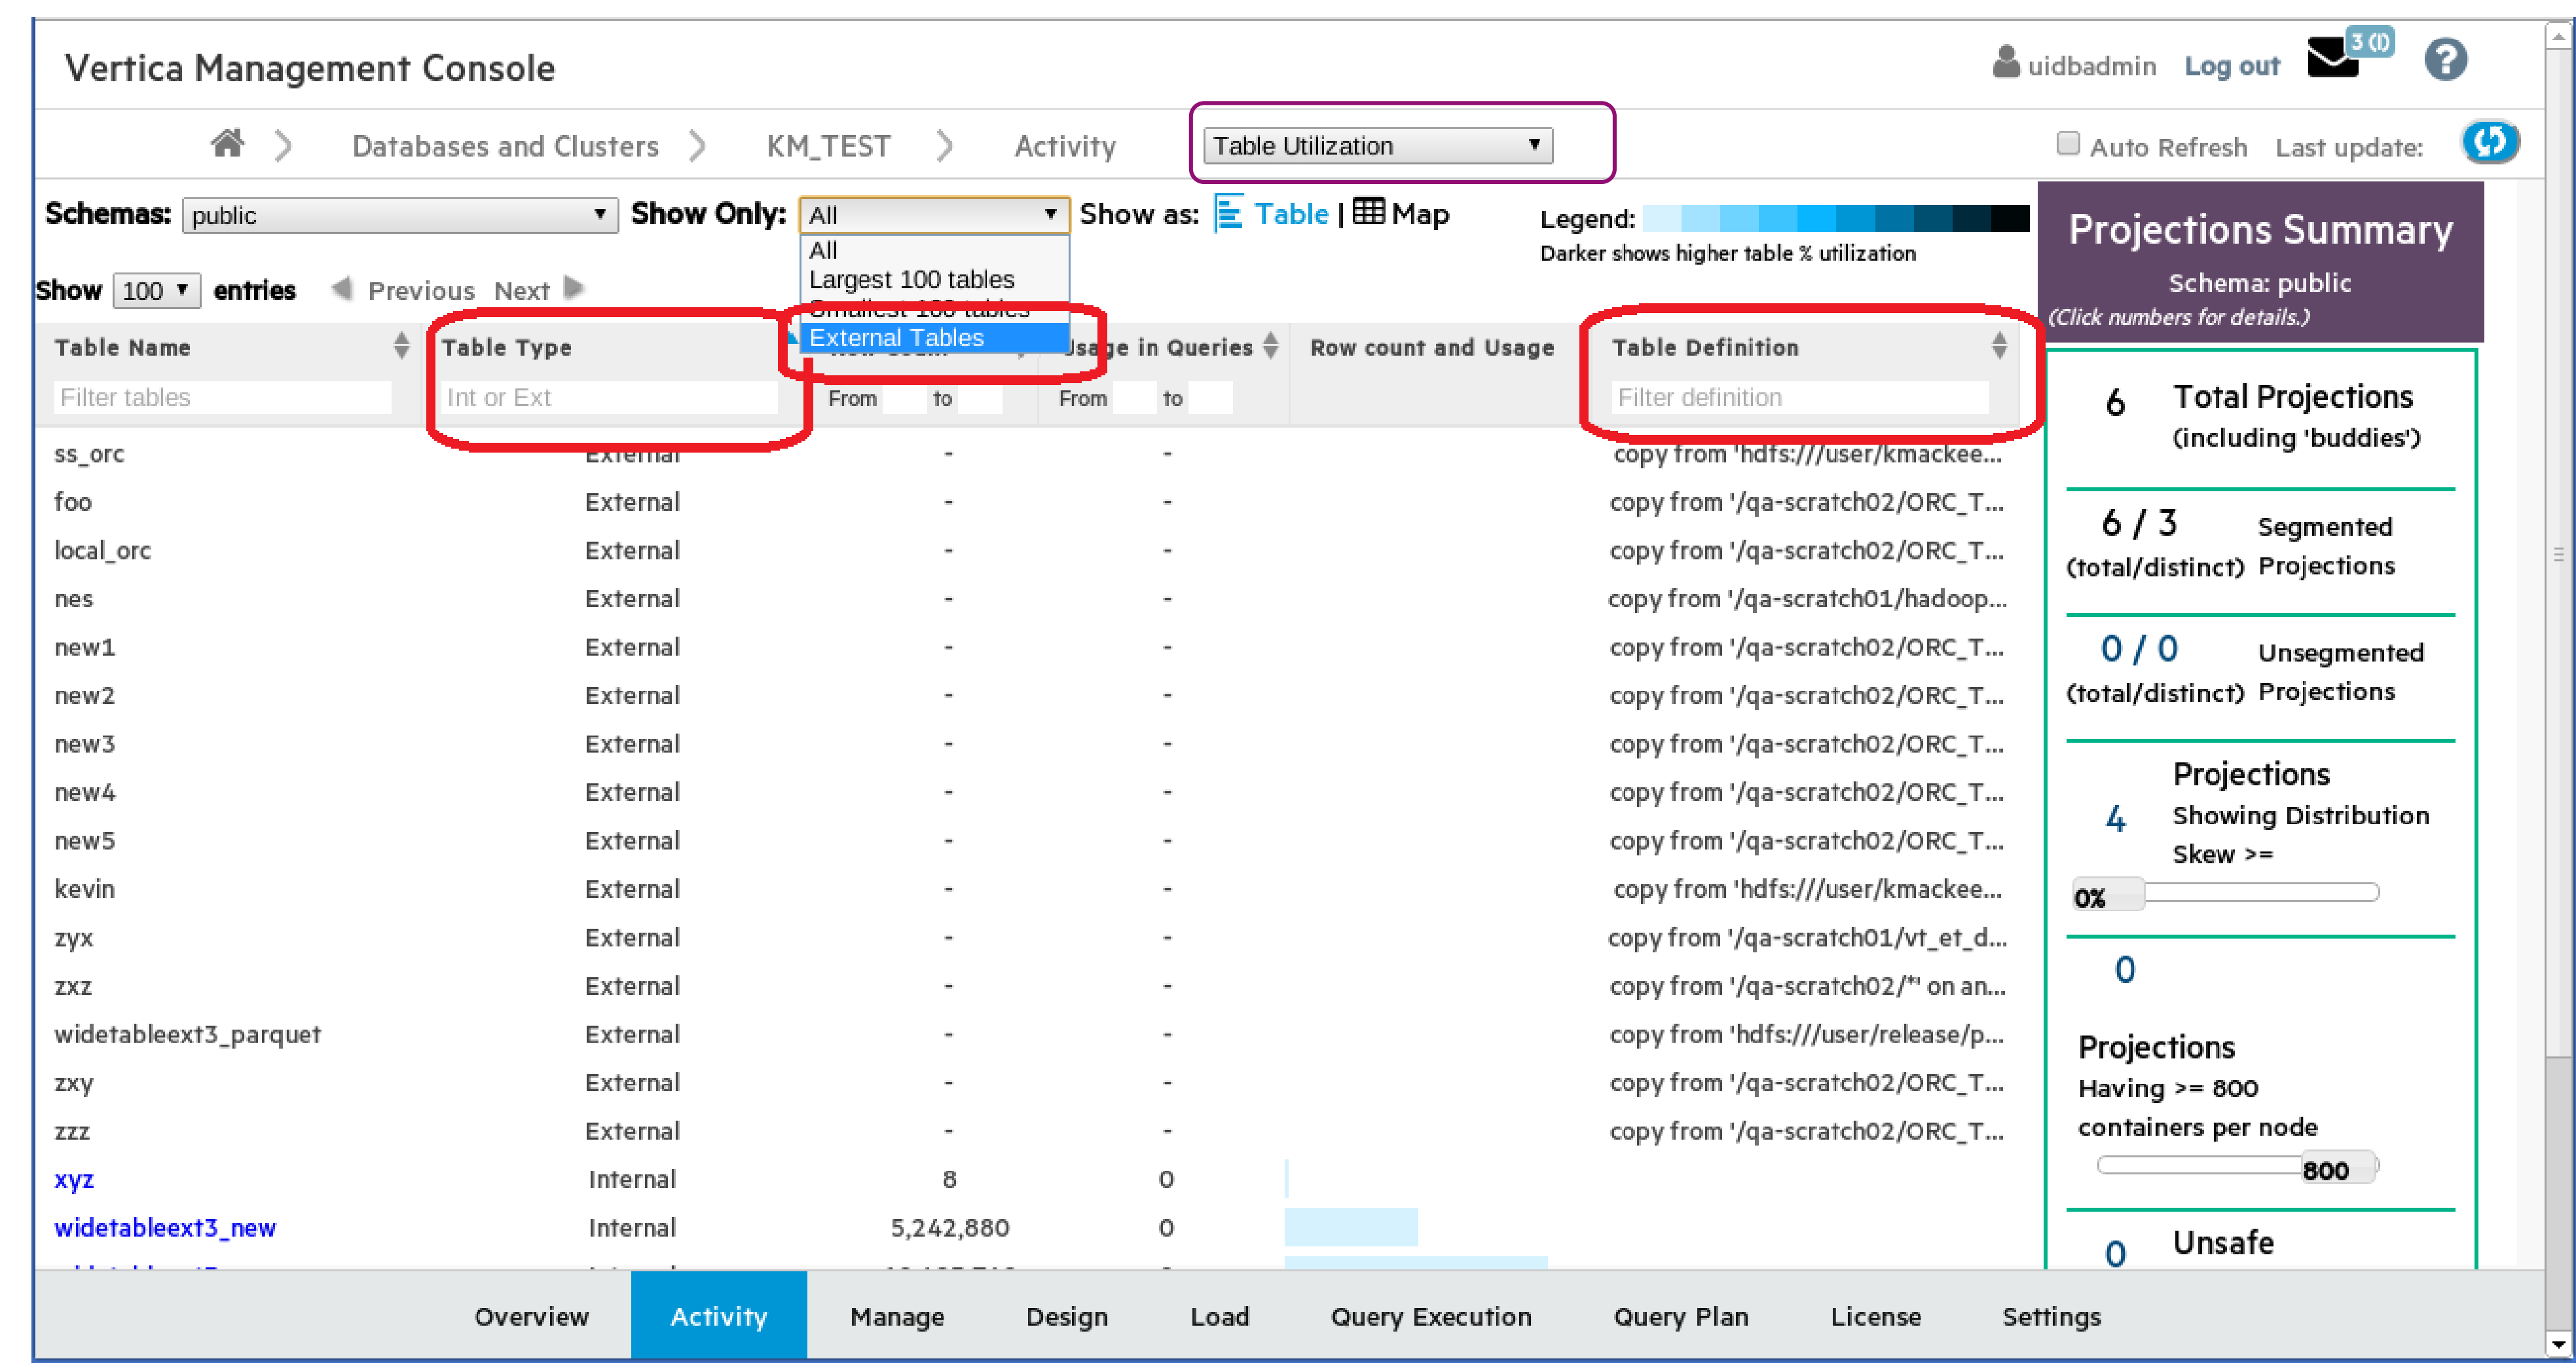 Vertica Management Console
uidbadmin Log out 3 (I) ?
Databases and Clusters KM_TEST Activity Table Utilization Auto Refresh Last update:
Schemas: public Show Only: All Show as: Table | Map Legend:
Darker shows higher table % utilization
All
Largest 100 tables
Smallest 100 tables
External Tables
Show 100 entries Previous Next
Table Name Table Type Row Count Usage in Queries Row count and Usage Table Definition
Filter tables Int or Ext From to From to Filter definition
ss_orc External - - copy from 'hdfs:///user/kmackee...
foo External - - copy from '/qa-scratch02/ORC_T...
local_orc External - - copy from '/qa-scratch02/ORC_T...
nes External - - copy from '/qa-scratch01/hadoop...
new1 External - - copy from '/qa-scratch02/ORC_T...
new2 External - - copy from '/qa-scratch02/ORC_T...
new3 External - - copy from '/qa-scratch02/ORC_T...
new4 External - - copy from '/qa-scratch02/ORC_T...
new5 External - - copy from '/qa-scratch02/ORC_T...
kevin External - - copy from 'hdfs:///user/kmackee...
zyx External - - copy from '/qa-scratch01/vt_et_d...
zxz External - - copy from '/qa-scratch02/*' on an...
widetableext3_parquet External - - copy from 'hdfs:///user/release/p...
zxy External - - copy from '/qa-scratch02/ORC_T...
zzz External - - copy from '/qa-scratch02/ORC_T...
xyz Internal 8 0
widetableext3_new Internal 5,242,880 0
Projections Summary
Schema: public
(Click numbers for details.)
6 Total Projections
(including 'buddies')
6 / 3 Segmented
(total/distinct) Projections
0 / 0 Unsegmented
(total/distinct) Projections
Projections
4 Showing Distribution
Skew >=
0%
0
Projections
Having >= 800
containers per node
800
0 Unsafe
Overview Activity Manage Design Load Query Execution Query Plan License Settings